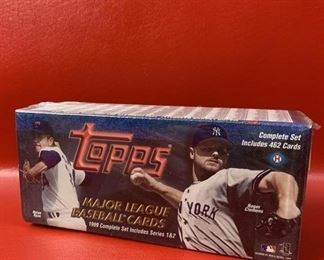 Topps
MAJOR LEAGUE
BASEBALL CARDS
1999 Complete Set Includes Series 1&2
Complete Set
Includes 462 Cards
Roger
Clemens
NY
YORK
Nolan
Ryan